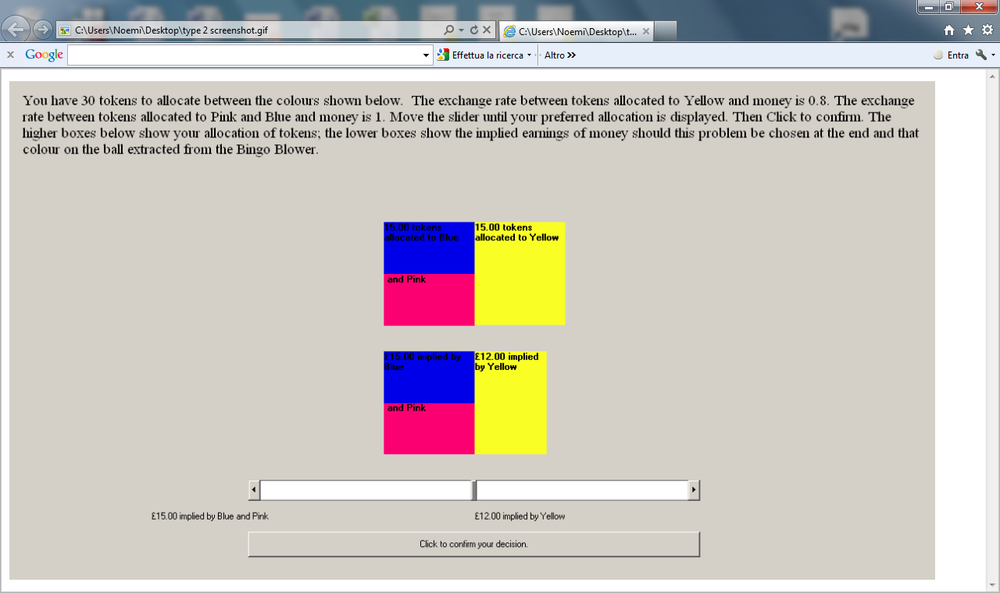 C:\Users\Noemi\Desktop\type 2 screenshot.gif
C:\Users\Noemi\Desktop\t...
Google
Effettua la ricerca
Altro
Entra
You have 30 tokens to allocate between the colours shown below.  The exchange rate between tokens allocated to Yellow and money is 0.8. The exchange
rate between tokens allocated to Pink and Blue and money is 1. Move the slider until your preferred allocation is displayed. Then Click to confirm. The
higher boxes below show your allocation of tokens; the lower boxes show the implied earnings of money should this problem be chosen at the end and that
colour on the ball extracted from the Bingo Blower.
15.00 tokens
allocated to Blue
and Pink
15.00 tokens
allocated to Yellow
£15.00 implied by
Blue
and Pink
£12.00 implied
by Yellow
£15.00 implied by Blue and Pink
£12.00 implied by Yellow
Click to confirm your decision.